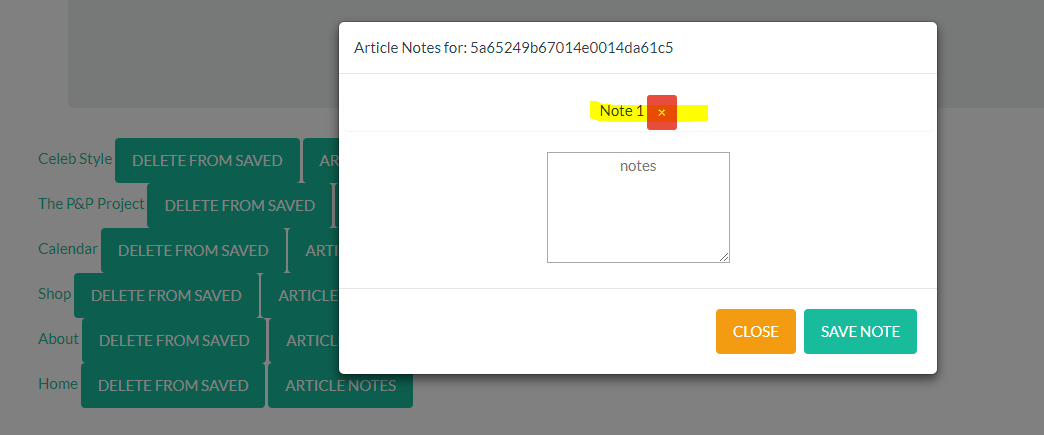 Article Notes for: 5a65249b67014e0014da61c5
Note 1 ×
notes
CLOSE SAVE NOTE
Celeb Style DELETE FROM SAVED AR
The P&P Project DELETE FROM SAVED
Calendar DELETE FROM SAVED ARTI
Shop DELETE FROM SAVED ARTICLE
About DELETE FROM SAVED ARTICL
Home DELETE FROM SAVED ARTICLE NOTES